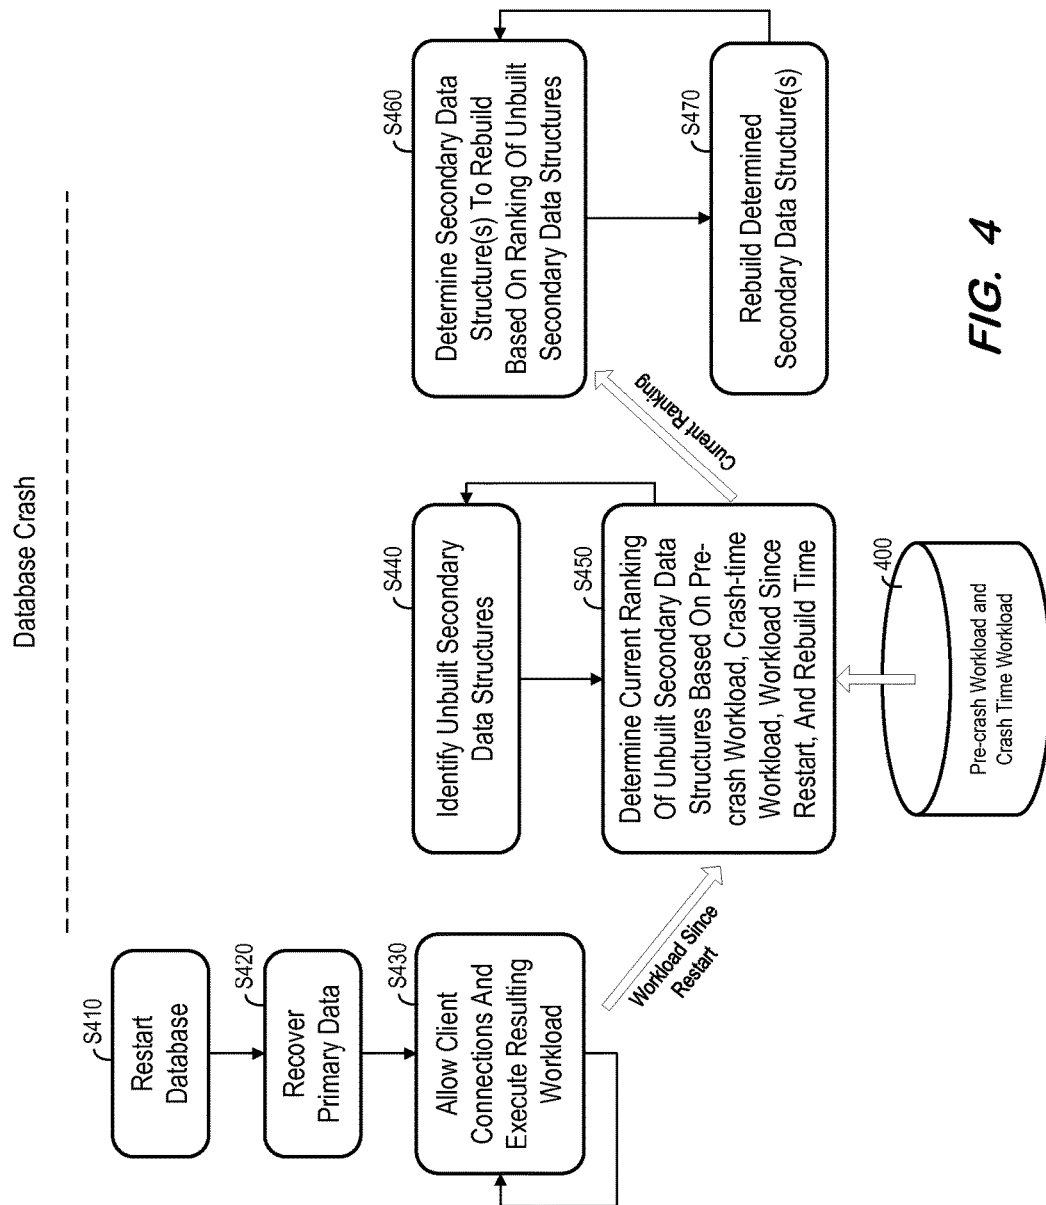 Database Crash
S410
Restart
Database
S420
Recover
Primary Data
S430
Allow Client
Connections And
Execute Resulting
Workload
Workload Since
Restart
S440
Identify Unbuilt Secondary
Data Structures
S450
Determine Current Ranking
Of Unbuilt Secondary Data
Structures Based On Pre-
crash Workload, Crash-time
Workload, Workload Since
Restart, And Rebuild Time
400
Pre-crash Workload and
Crash Time Workload
Current Ranking
S460
Determine Secondary Data
Structure(s) To Rebuild
Based On Ranking Of Unbuilt
Secondary Data Structures
S470
Rebuild Determined
Secondary Data Structure(s)
FIG. 4